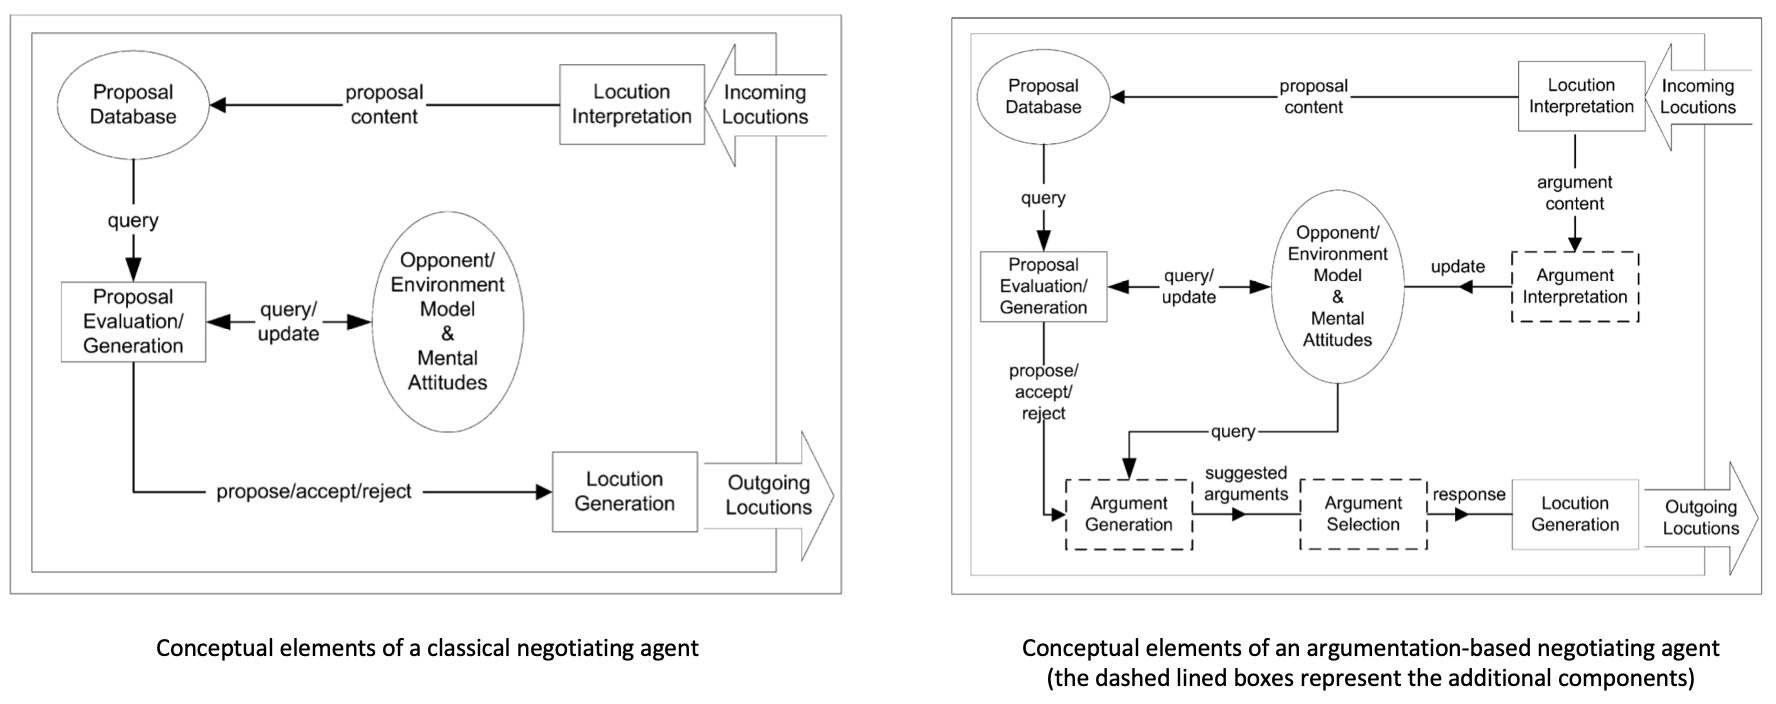 Proposal
Database
proposal
content
Locution
Interpretation
Incoming
Locutions
query
Proposal
Evaluation/
Generation
query/
update
Opponent/
Environment
Model
&
Mental
Attitudes
propose/accept/reject
Locution
Generation
Outgoing
Locutions
Conceptual elements of a classical negotiating agent
Proposal
Database
proposal
content
Locution
Interpretation
Incoming
Locutions
argument
content
query
Proposal
Evaluation/
Generation
query/
update
Opponent/
Environment
Model
&
Mental
Attitudes
update
Argument
Interpretation
propose/
accept/
reject
query
Argument
Generation
suggested
arguments
Argument
Selection
response
Locution
Generation
Outgoing
Locutions
Conceptual elements of an argumentation-based negotiating agent
(the dashed lined boxes represent the additional components)